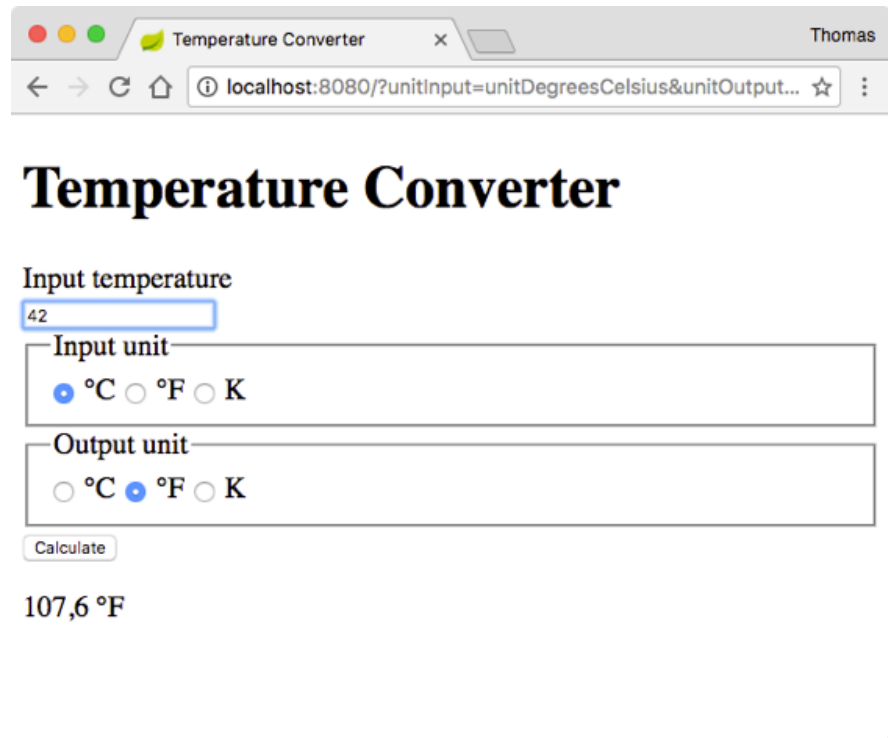 Temperature Converter
Thomas
localhost:8080/?unitInput=unitDegreesCelsius&unitOutput...
Temperature Converter
Input temperature
42
Input unit
°C °F K
Output unit
°C °F K
Calculate
107,6 °F